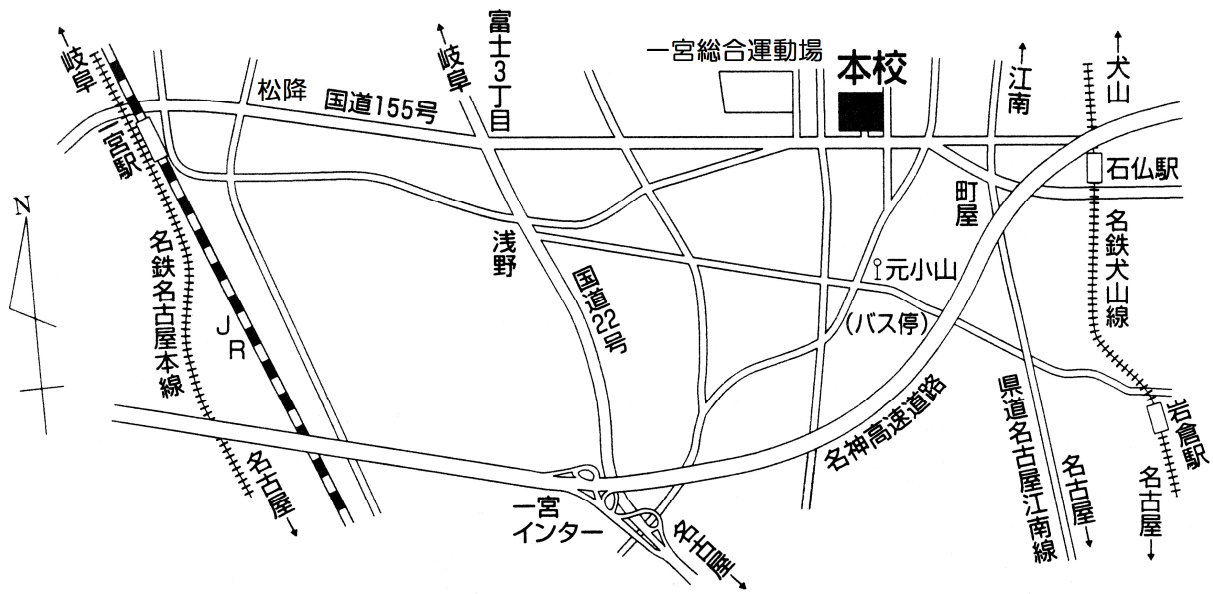 岐阜
一宮駅
松降
国道155号
岐阜
富士3丁目
一宮総合運動場
本校
江南
犬山
石仏駅
町屋
N
浅野
元小山
(バス停)
国道22号
名鉄名古屋本線
JR
名鉄犬山線
県道名古屋江南線
名神高速道路
岩倉駅
名古屋
一宮
インター
名古屋
名古屋
名古屋